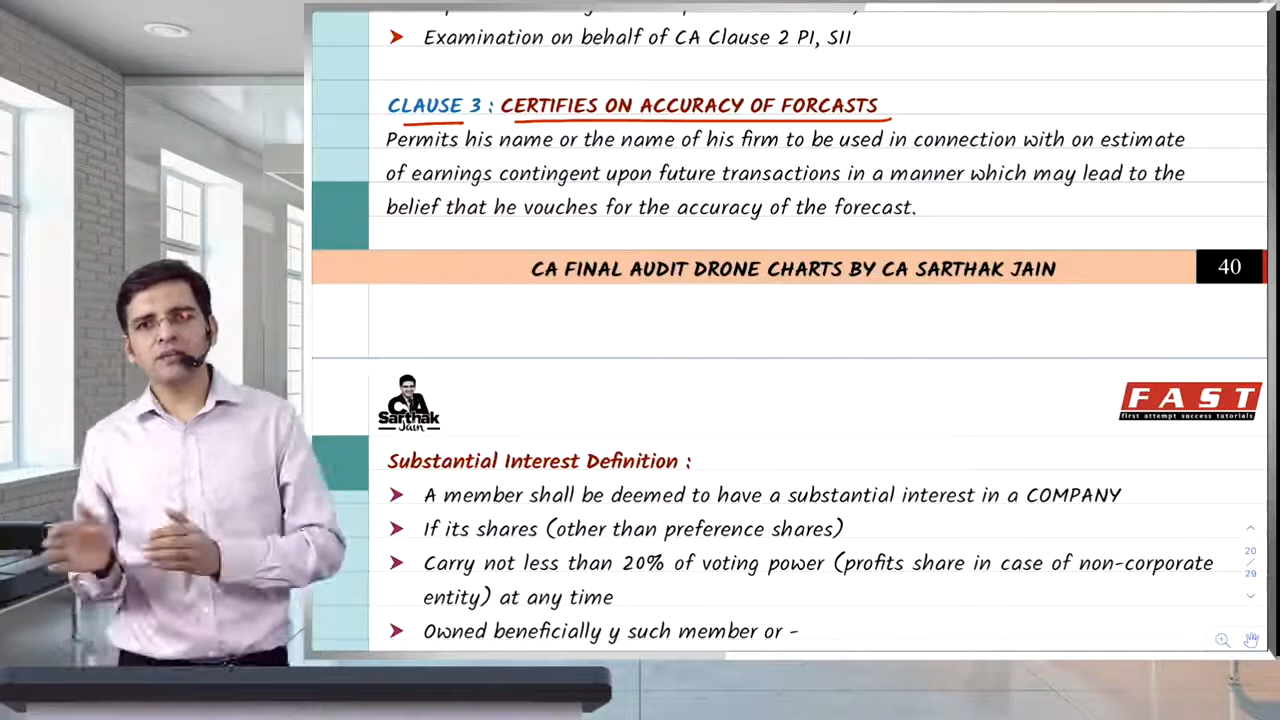 ➤ Examination on behalf of CA Clause 2 PI, SII
CLAUSE 3 : CERTIFIES ON ACCURACY OF FORCASTS
Permits his name or the name of his firm to be used in connection with on estimate
of earnings contingent upon future transactions in a manner which may lead to the
belief that he vouches for the accuracy of the forecast.
CA FINAL AUDIT DRONE CHARTS BY CA SARTHAK JAIN 40
CA
Sarthak
Jain
FAST
first attempt success tutorials
Substantial Interest Definition :
➤ A member shall be deemed to have a substantial interest in a COMPANY
➤ If its shares (other than preference shares)
➤ Carry not less than 20% of voting power (profits share in case of non-corporate
entity) at any time
➤ Owned beneficially y such member or -
20
/
29